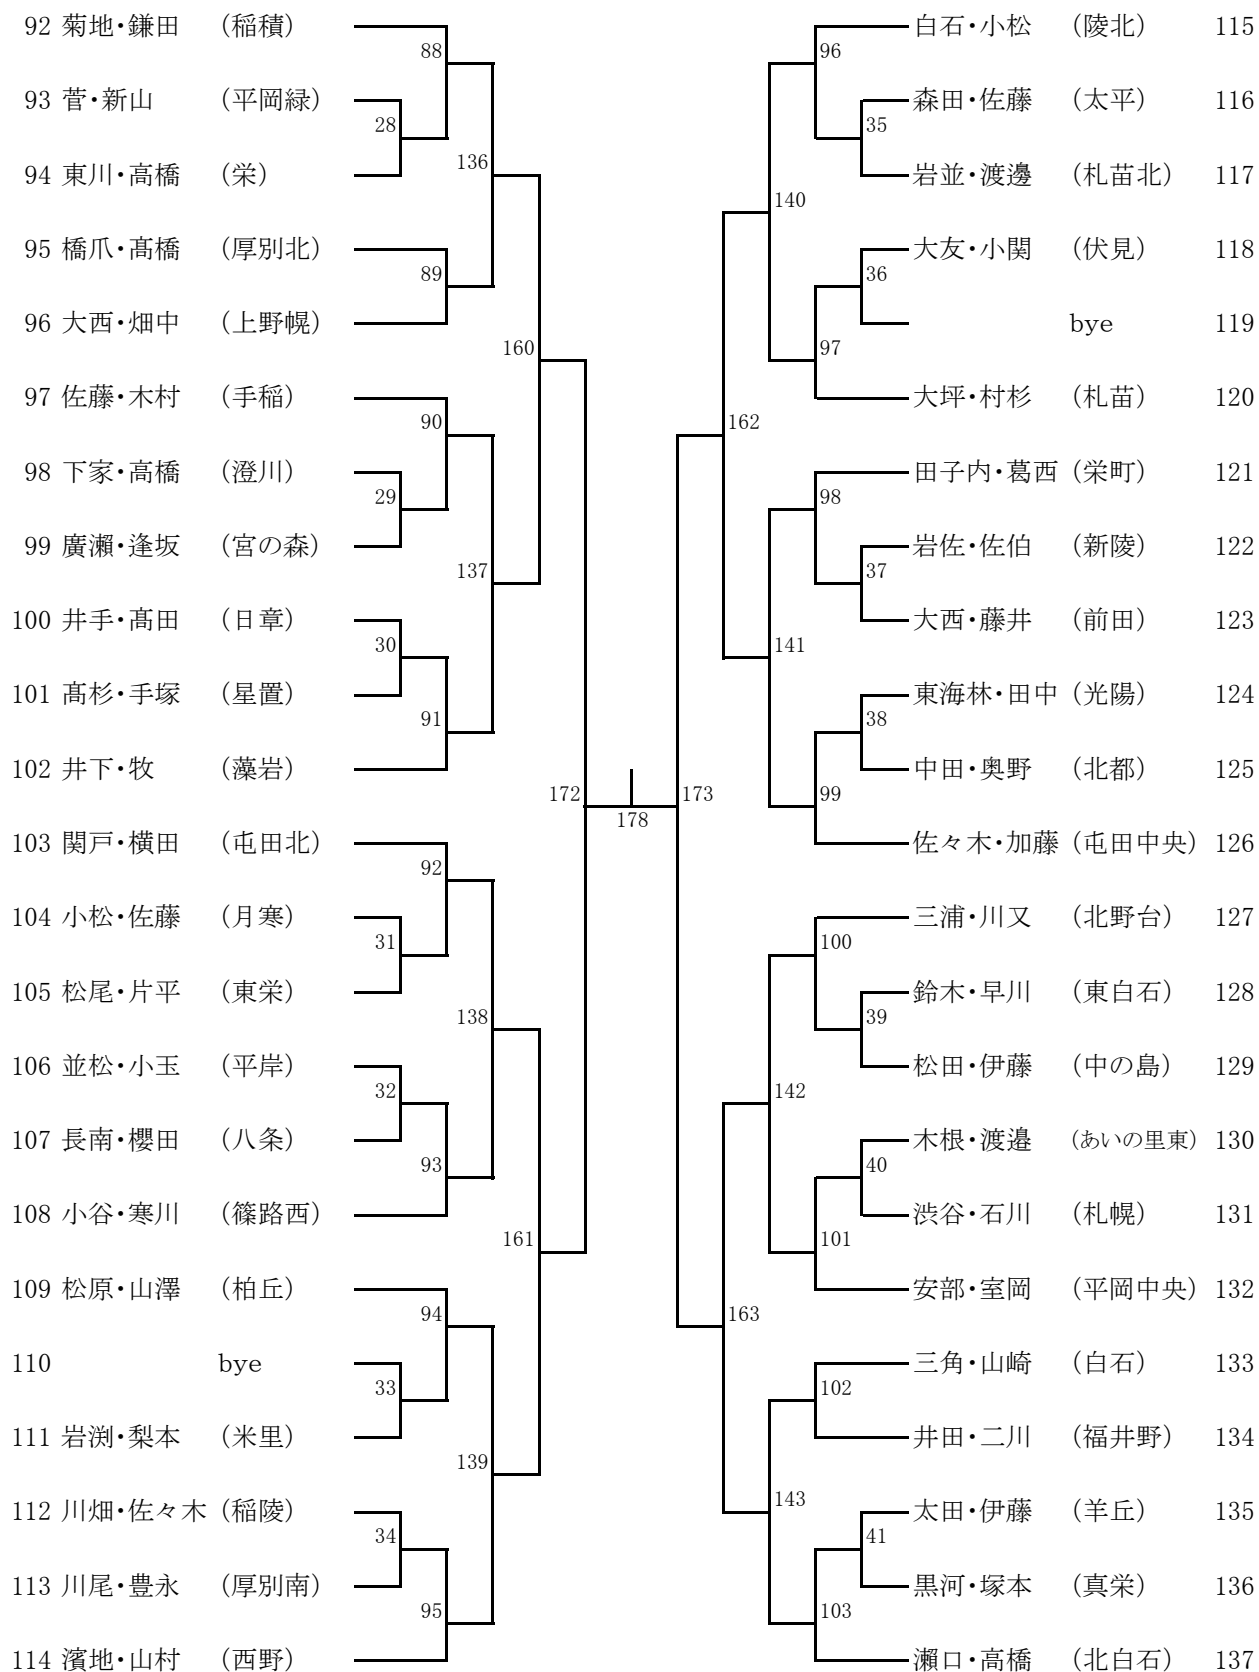 92 菊地・鎌田 (稲積)
88
93 菅・新山 (平岡緑)
28
94 東川・高橋 (栄)
136
95 橋爪・髙橋 (厚別北)
89
96 大西・畑中 (上野幌)
160
97 佐藤・木村 (手稲)
90
98 下家・高橋 (澄川)
29
99 廣瀬・逢坂 (宮の森)
137
100 井手・髙田 (日章)
30
101 髙杉・手塚 (星置)
91
102 井下・牧 (藻岩)
172
103 関戸・横田 (屯田北)
92
104 小松・佐藤 (月寒)
31
105 松尾・片平 (東栄)
138
106 並松・小玉 (平岸)
32
107 長南・櫻田 (八条)
93
108 小谷・寒川 (篠路西)
161
109 松原・山澤 (柏丘)
94
110 bye
33
111 岩渕・梨本 (米里)
139
112 川畑・佐々木 (稲陵)
34
113 川尾・豊永 (厚別南)
95
114 濱地・山村 (西野)
178
白石・小松 (陵北) 115
96
森田・佐藤 (太平) 116
35
岩並・渡邊 (札苗北) 117
140
大友・小関 (伏見) 118
36
bye 119
97
大坪・村杉 (札苗) 120
162
田子内・葛西 (栄町) 121
98
岩佐・佐伯 (新陵) 122
37
大西・藤井 (前田) 123
141
東海林・田中 (光陽) 124
38
中田・奥野 (北都) 125
99
173
佐々木・加藤 (屯田中央) 126
三浦・川又 (北野台) 127
100
鈴木・早川 (東白石) 128
39
松田・伊藤 (中の島) 129
142
木根・渡邉 (あいの里東) 130
40
渋谷・石川 (札幌) 131
101
安部・室岡 (平岡中央) 132
163
三角・山崎 (白石) 133
102
井田・二川 (福井野) 134
143
太田・伊藤 (羊丘) 135
41
黒河・塚本 (真栄) 136
103
瀬口・高橋 (北白石) 137